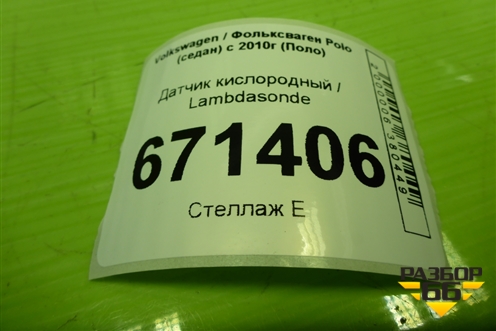 Volkswagen / Фольксваген Polo
(седан) с 2010г (Поло)
Датчик кислородный /
Lambdasonde
671406
Стеллаж Е
РАЗБОР
66